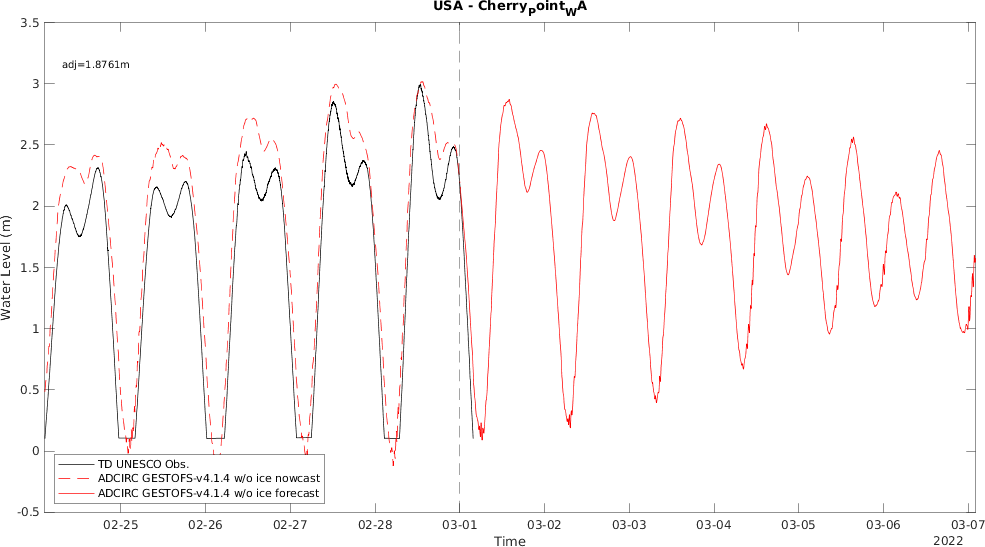 USA - CherryPointWA
3.5
adj=1.8761m
3
2.5
2
1.5
1
0.5
0
-0.5
Water Level (m)
TD UNESCO Obs.
ADCIRC GESTOFS-v4.1.4 w/o ice nowcast
ADCIRC GESTOFS-v4.1.4 w/o ice forecast
02-25 02-26 02-27 02-28 03-01 03-02 03-03 03-04 03-05 03-06 03-07
Time
2022